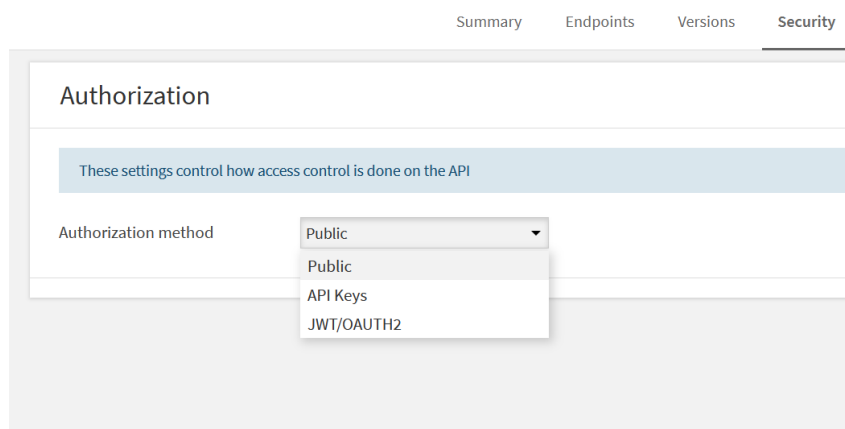 Summary Endpoints Versions Security
Authorization
These settings control how access control is done on the API
Authorization method Public
Public
API Keys
JWT/OAUTH2